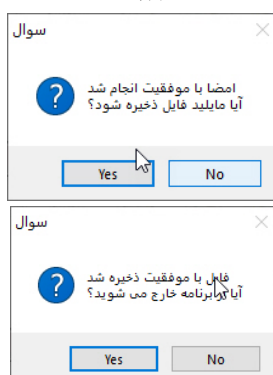 سوال
امضا با موفقیت انجام شد
آیا مایلید فایل ذخیره شود؟
Yes
No
سوال
فایل با موفقیت ذخیره شد
آیا از برنامه خارج می شوید؟
Yes
No